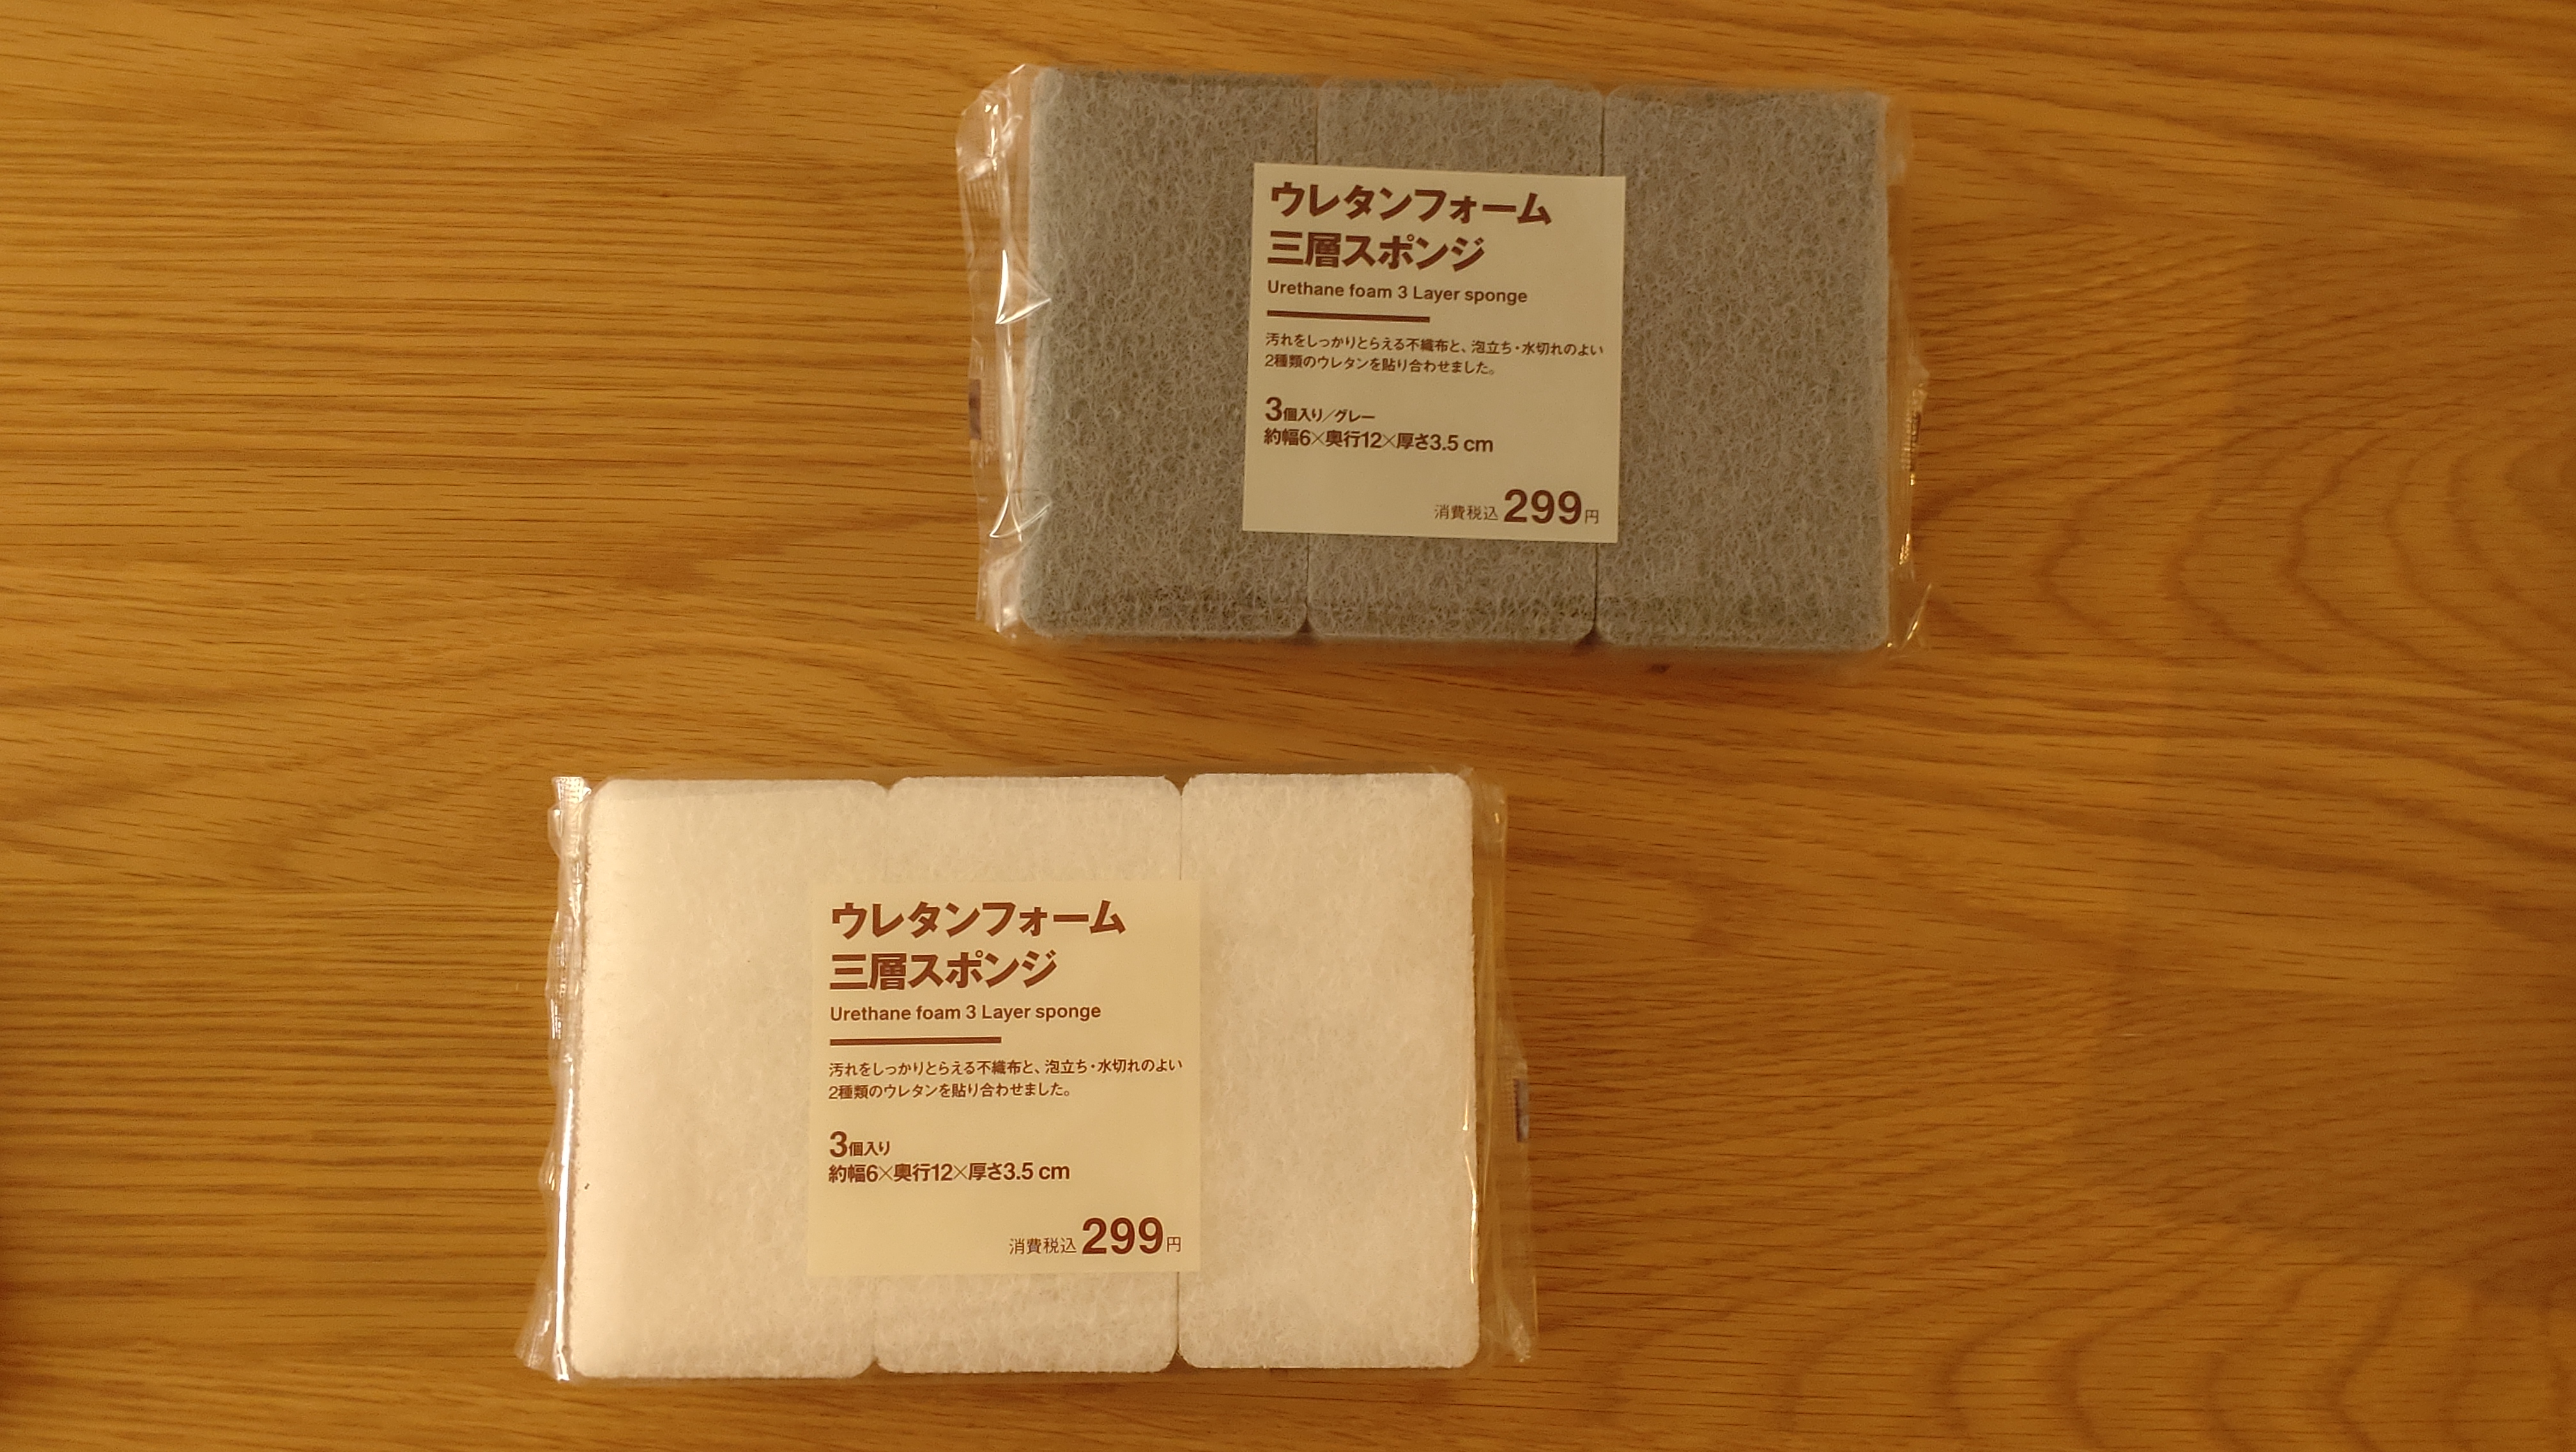 ウレタンフォーム
三層スポンジ
Urethane foam 3 Layer sponge
汚れをしっかりとらえる不織布と、泡立ち・水切れのよい
2種類のウレタンを貼り合わせました。
3個入り／グレー
約幅6×奥行12×厚さ3.5 cm
消費税込299円
ウレタンフォーム
三層スポンジ
Urethane foam 3 Layer sponge
汚れをしっかりとらえる不織布と、泡立ち・水切れのよい
2種類のウレタンを貼り合わせました。
3個入り
約幅6×奥行12×厚さ3.5 cm
消費税込299円